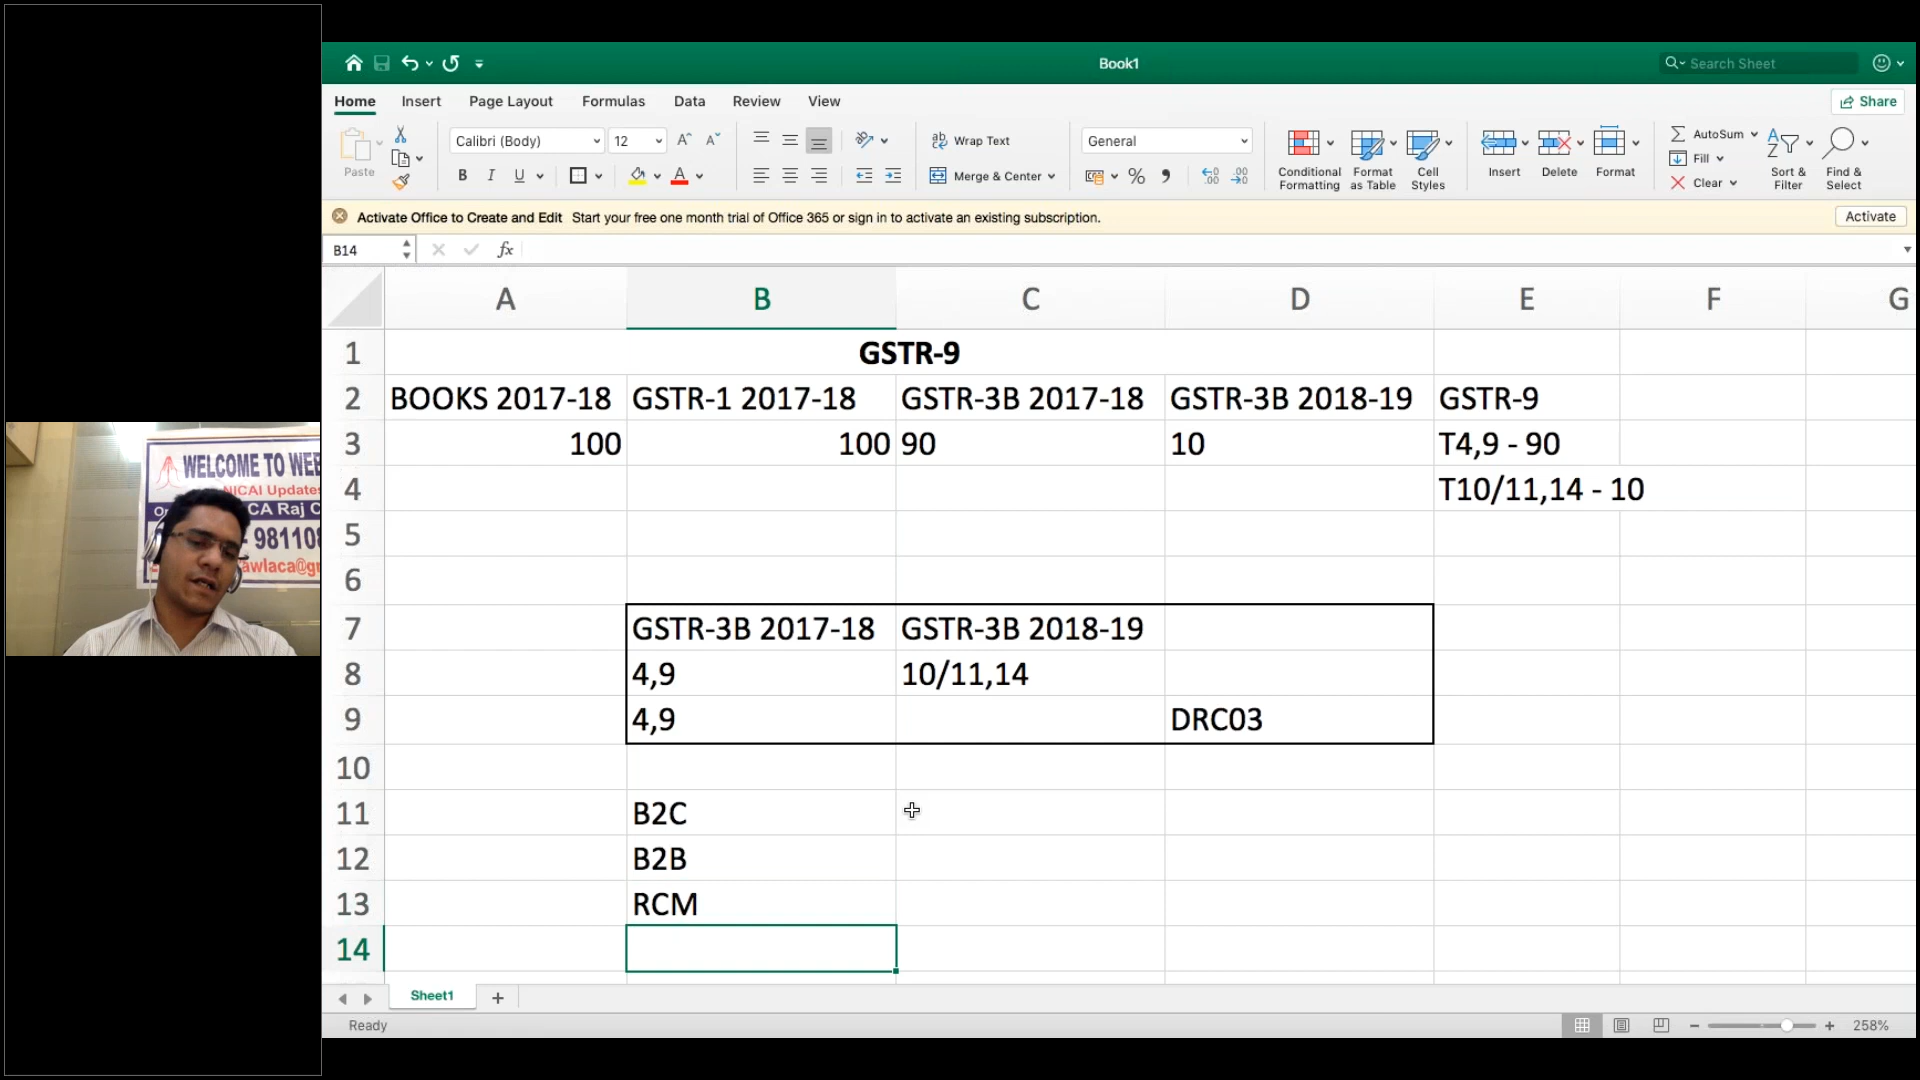 Book1
Search Sheet
Home Insert Page Layout Formulas Data Review View
Share
Paste
Calibri (Body) 12
Wrap Text
General
Merge & Center
Conditional Formatting
Format as Table
Cell Styles
Insert
Delete
Format
AutoSum
Fill
Clear
Sort & Filter
Find & Select
Activate Office to Create and Edit Start your free one month trial of Office 365 or sign in to activate an existing subscription.
Activate
B14 fx
A B C D E F G
1 GSTR-9
2 BOOKS 2017-18 GSTR-1 2017-18 GSTR-3B 2017-18 GSTR-3B 2018-19 GSTR-9
3 100 100 90 10 T4,9 - 90
4 T10/11,14 - 10
5
6
7 GSTR-3B 2017-18 GSTR-3B 2018-19
8 4,9 10/11,14
9 4,9 DRC03
10
11 B2C
12 B2B
13 RCM
14
Sheet1
Ready
258%
WELCOME TO
NICAI Updates
CA Raj